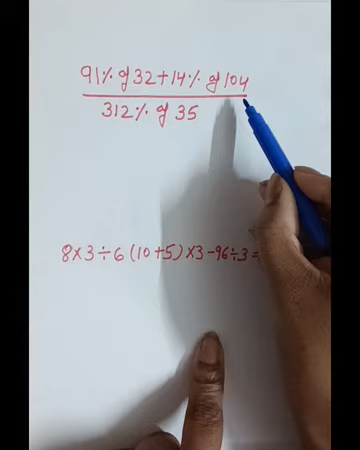 91% of 32 + 14% of 104
312% of 35
8 × 3 ÷ 6 (10 + 5) × 3 - 96 ÷ 3 =